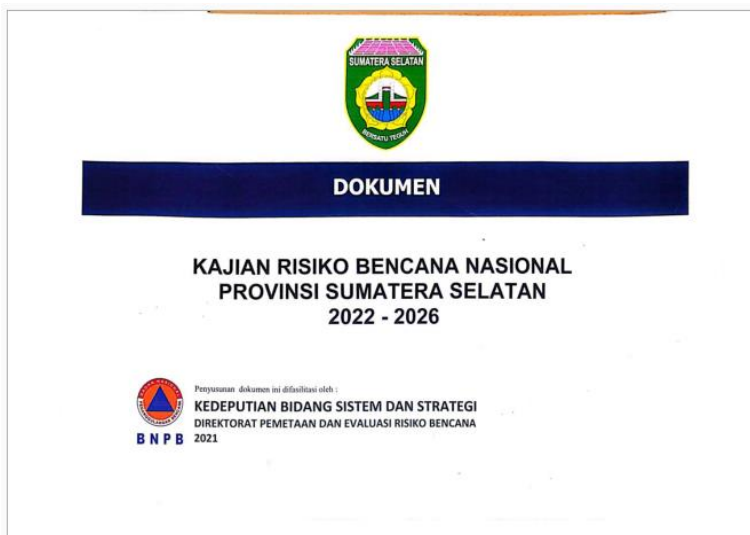 SUMATERA SELATAN
BERSATU TEGUH
DOKUMEN
KAJIAN RISIKO BENCANA NASIONAL
PROVINSI SUMATERA SELATAN
2022 - 2026
Penyusunan dokumen ini difasilitasi oleh :
KEDEPUTIAN BIDANG SISTEM DAN STRATEGI
DIREKTORAT PEMETAAN DAN EVALUASI RISIKO BENCANA
BNPB 2021